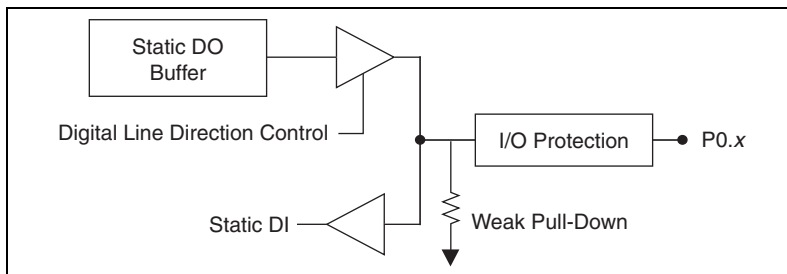 Static DO
Buffer
Digital Line Direction Control
I/O Protection
P0.x
Static DI
Weak Pull-Down